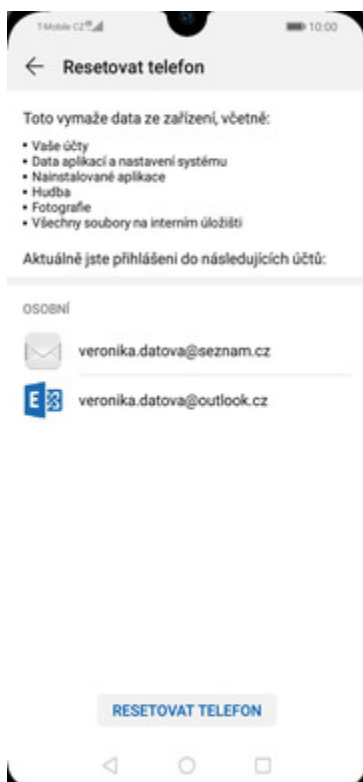 T-Mobile CZ
10:00
Resetovat telefon
Toto vymaže data ze zařízení, včetně:
• Vaše účty
• Data aplikací a nastavení systému
• Nainstalované aplikace
• Hudba
• Fotografie
• Všechny soubory na interním úložišti
Aktuálně jste přihlášeni do následujících účtů:
OSOBNÍ
veronika.datova@seznam.cz
veronika.datova@outlook.cz
RESETOVAT TELEFON